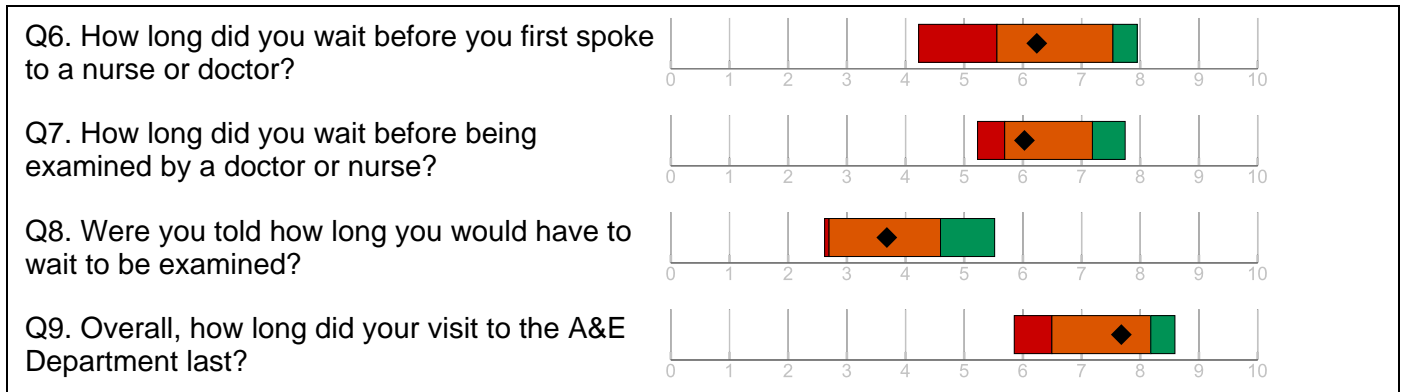 Q6. How long did you wait before you first spoke
to a nurse or doctor?
0 1 2 3 4 5 6 7 8 9 10
Q7. How long did you wait before being
examined by a doctor or nurse?
0 1 2 3 4 5 6 7 8 9 10
Q8. Were you told how long you would have to
wait to be examined?
0 1 2 3 4 5 6 7 8 9 10
Q9. Overall, how long did your visit to the A&E
Department last?
0 1 2 3 4 5 6 7 8 9 10